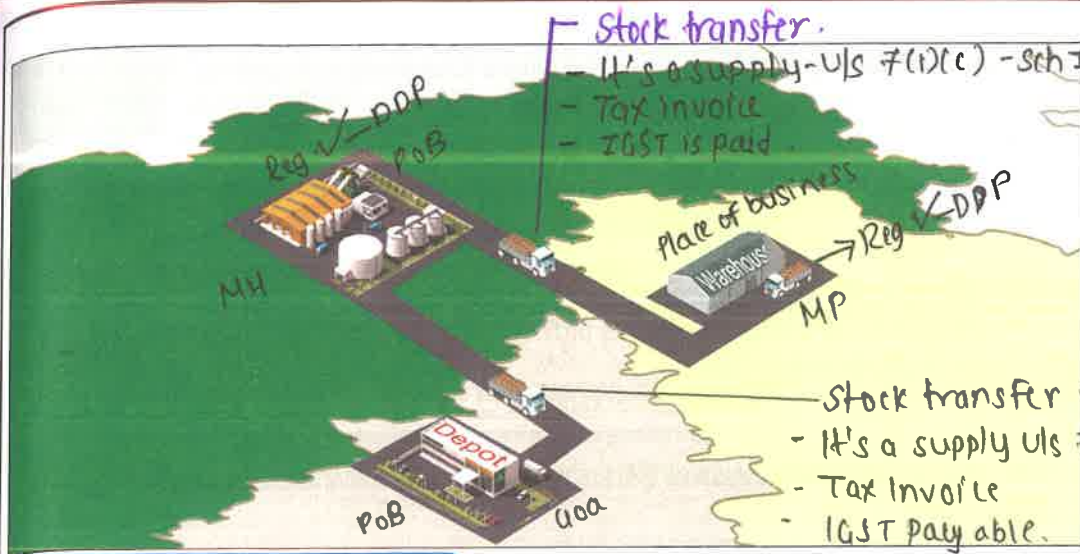 Stock transfer.
- It's a supply - U/s 7(1)(c) - Sch I
- Tax invoice
- IGST is paid.
Reg ✓ DDP
POB
Place of business
Reg ✓ DDP
Warehouse
MH
MP
Stock transfer
- It's a supply u/s 7
- Tax Invoice
- IGST payable.
Depot
POB
Goa